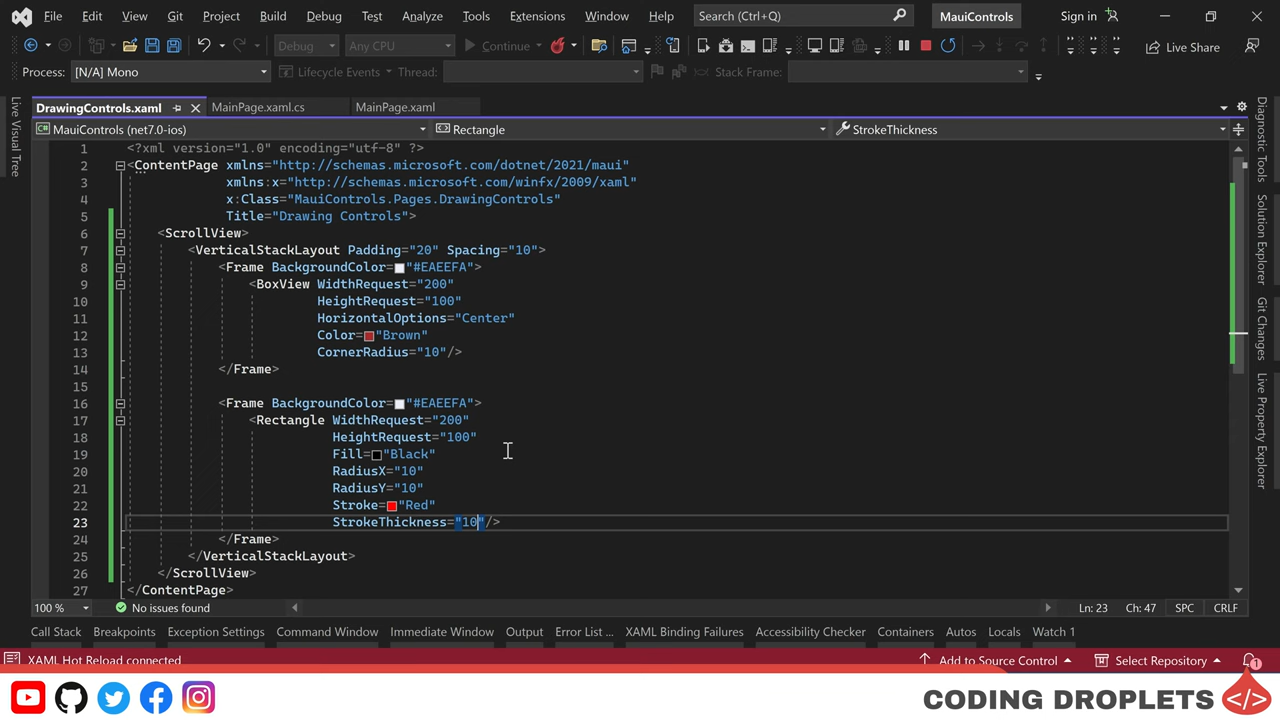 File Edit View Git Project Build Debug Test Analyze Tools Extensions Window Help Search (Ctrl+Q) MauiControls Sign in
Debug Any CPU Continue Live Share
Process: [N/A] Mono Lifecycle Events Thread: Stack Frame:
DrawingControls.xaml MainPage.xaml.cs MainPage.xaml
MauiControls (net7.0-ios) Rectangle StrokeThickness
Live Visual Tree
1 <?xml version="1.0" encoding="utf-8" ?>
2 <ContentPage xmlns="http://schemas.microsoft.com/dotnet/2021/maui"
3 xmlns:x="http://schemas.microsoft.com/winfx/2009/xaml"
4 x:Class="MauiControls.Pages.DrawingControls"
5 Title="Drawing Controls">
6 <ScrollView>
7 <VerticalStackLayout Padding="20" Spacing="10">
8 <Frame BackgroundColor="#EAEEFA">
9 <BoxView WidthRequest="200"
10 HeightRequest="100"
11 HorizontalOptions="Center"
12 Color="Brown"
13 CornerRadius="10"/>
14 </Frame>
15
16 <Frame BackgroundColor="#EAEEFA">
17 <Rectangle WidthRequest="200"
18 HeightRequest="100"
19 Fill="Black"
20 RadiusX="10"
21 RadiusY="10"
22 Stroke="Red"
23 StrokeThickness="10"/>
24 </Frame>
25 </VerticalStackLayout>
26 </ScrollView>
27 </ContentPage>
Diagnostic Tools
Solution Explorer
Git Changes
Live Property Explorer
100 % No issues found Ln: 23 Ch: 47 SPC CRLF
Call Stack Breakpoints Exception Settings Command Window Immediate Window Output Error List ... XAML Binding Failures Accessibility Checker Containers Autos Locals Watch 1
XAML Hot Reload connected Add to Source Control Select Repository 1
CODING DROPLETS </>